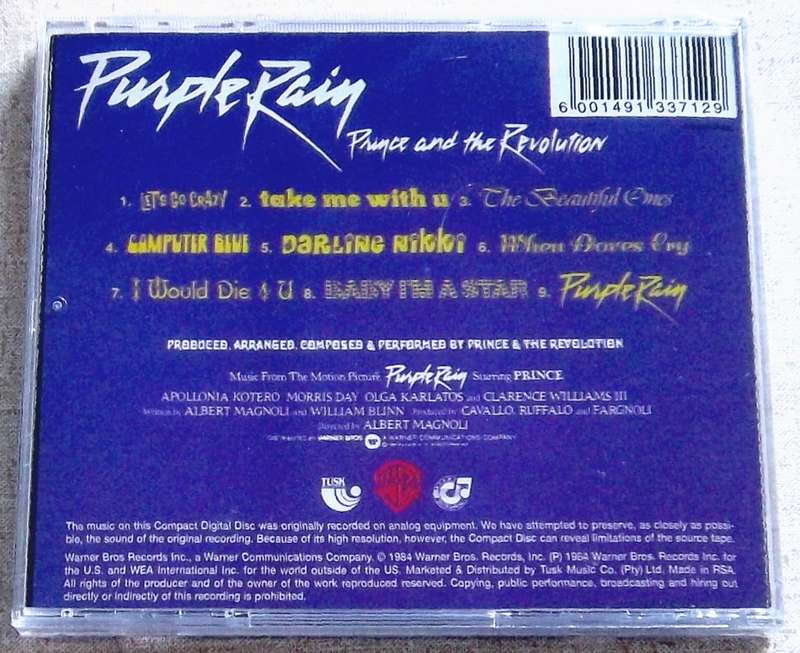 Purple Rain
6 001491 337129
Prince and the Revolution
1. LET'S GO CRAZY 2. take me with u 3. The Beautiful Ones
4. COMPUTER BLUE 5. DARLING NIKKI 6. When Doves Cry
7. I Would Die 4 U 8. BABY I'M A STAR 9. Purple Rain
PRODUCED, ARRANGED, COMPOSED & PERFORMED BY PRINCE & THE REVOLUTION
Music From The Motion Picture Purple Rain Starring PRINCE
APOLLONIA KOTERO MORRIS DAY OLGA KARLATOS and CLARENCE WILLIAMS III
Written by ALBERT MAGNOLI and WILLIAM BLINN Produced by CAVALLO, RUFFALO and FARGNOLI
Directed by ALBERT MAGNOLI
DISTRIBUTED BY WARNER BROS A WARNER COMMUNICATIONS COMPANY
TUSK
The music on this Compact Digital Disc was originally recorded on analog equipment. We have attempted to preserve, as closely as possi-
ble, the sound of the original recording. Because of its high resolution, however, the Compact Disc can reveal limitations of the source tape.
Warner Bros Records Inc., a Warner Communications Company. © 1984 Warner Bros. Records, Inc. (P) 1984 Warner Bros. Records Inc. for
the U.S. and WEA International Inc. for the world outside of the US. Marketed & Distributed by Tusk Music Co. (Pty) Ltd. Made in RSA.
All rights of the producer and of the owner of the work reproduced reserved. Copying, public performance, broadcasting and hiring out
directly or indirectly of this recording is prohibited.